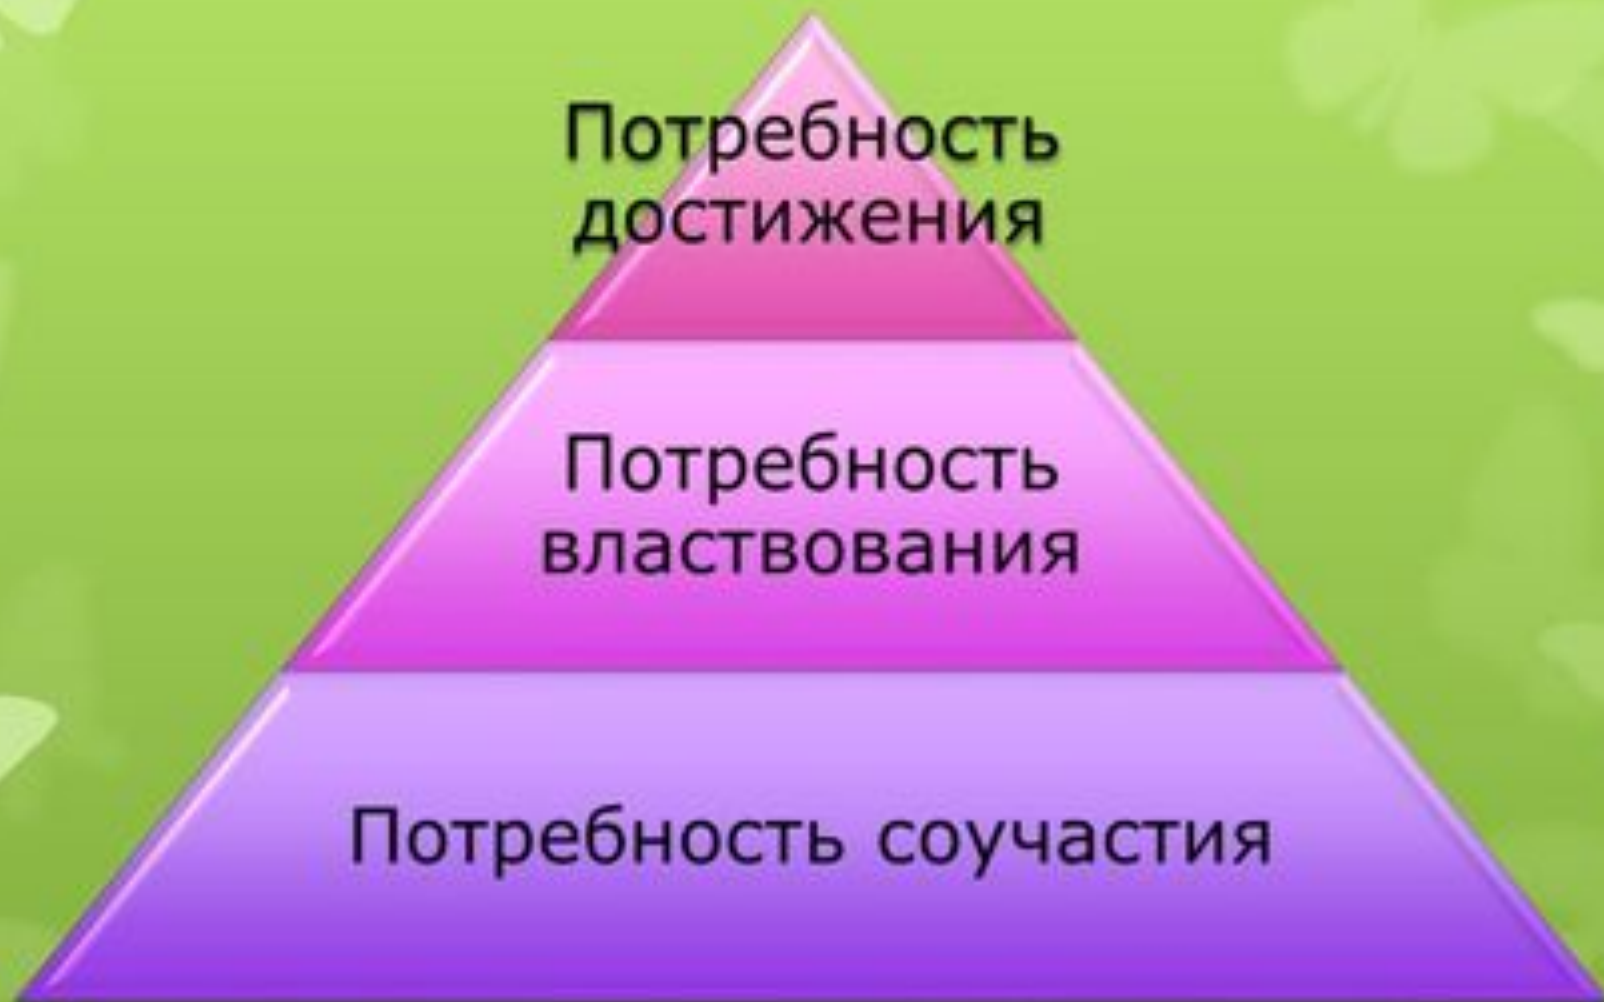 Потребность
достижения
Потребность
властвования
Потребность соучастия